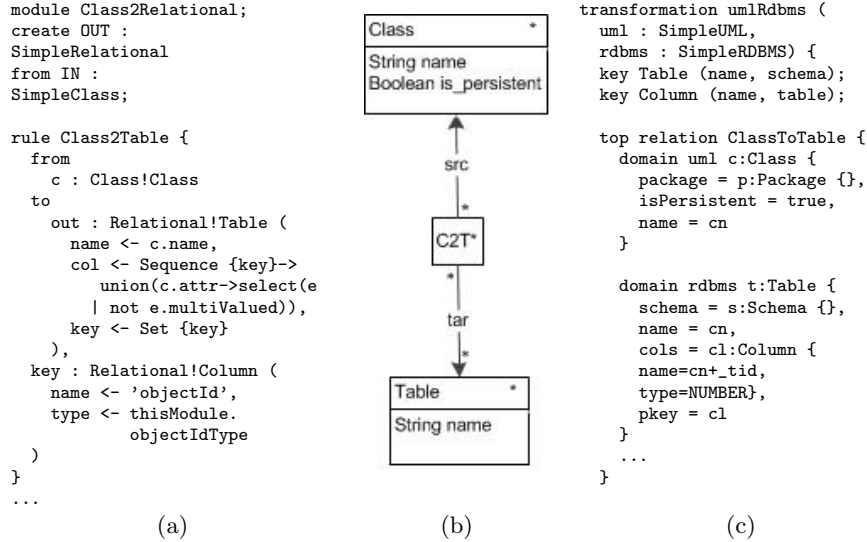 module Class2Relational;
create OUT :
SimpleRelational
from IN :
SimpleClass;
rule Class2Table {
from
c : Class!Class
to
out : Relational!Table (
name <- c.name,
col <- Sequence {key}->
union(c.attr->select(e
| not e.multiValued)),
key <- Set {key}
),
key : Relational!Column (
name <- ’objectId’,
type <- thisModule.
objectIdType
)
}
...
(a)
Class *
String name
Boolean is_persistent
src
*
C2T*
*
tar
*
Table *
String name
(b)
transformation umlRdbms (
uml : SimpleUML,
rdbms : SimpleRDBMS) {
key Table (name, schema);
key Column (name, table);
top relation ClassToTable {
domain uml c:Class {
package = p:Package {},
isPersistent = true,
name = cn
}
domain rdbms t:Table {
schema = s:Schema {},
name = cn,
cols = cl:Column {
name=cn+_tid,
type=NUMBER},
pkey = cl
}
...
}
(c)